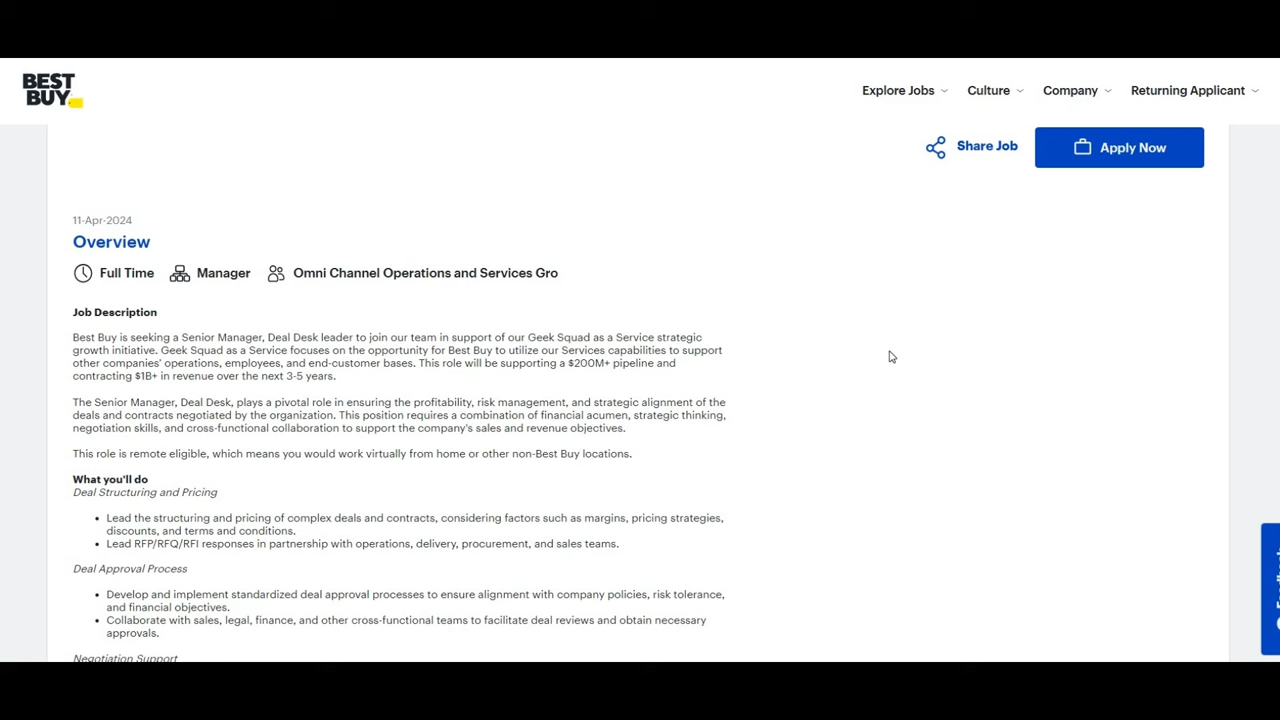 BEST
BUY
Explore Jobs
Culture
Company
Returning Applicant
Share Job
Apply Now
11-Apr-2024
Overview
Full Time
Manager
Omni Channel Operations and Services Gro
Job Description
Best Buy is seeking a Senior Manager, Deal Desk leader to join our team in support of our Geek Squad as a Service strategic
growth initiative. Geek Squad as a Service focuses on the opportunity for Best Buy to utilize our Services capabilities to support
other companies' operations, employees, and end-customer bases. This role will be supporting a $200M+ pipeline and
contracting $1B+ in revenue over the next 3-5 years.
The Senior Manager, Deal Desk, plays a pivotal role in ensuring the profitability, risk management, and strategic alignment of the
deals and contracts negotiated by the organization. This position requires a combination of financial acumen, strategic thinking,
negotiation skills, and cross-functional collaboration to support the company's sales and revenue objectives.
This role is remote eligible, which means you would work virtually from home or other non-Best Buy locations.
What you'll do
Deal Structuring and Pricing
• Lead the structuring and pricing of complex deals and contracts, considering factors such as margins, pricing strategies,
discounts, and terms and conditions.
• Lead RFP/RFQ/RFI responses in partnership with operations, delivery, procurement, and sales teams.
Deal Approval Process
• Develop and implement standardized deal approval processes to ensure alignment with company policies, risk tolerance,
and financial objectives.
• Collaborate with sales, legal, finance, and other cross-functional teams to facilitate deal reviews and obtain necessary
approvals.
Negotiation Support